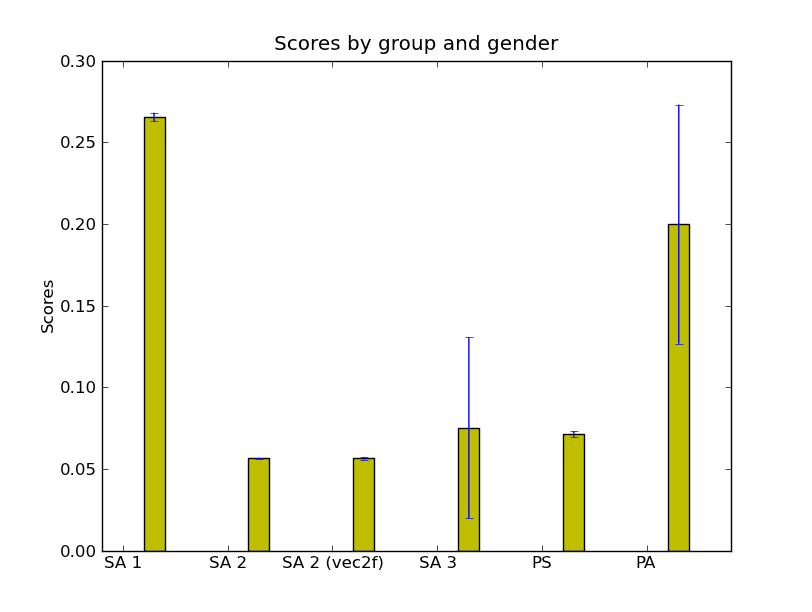 Scores by group and gender
0.30
0.25
0.20
0.15
0.10
0.05
0.00
Scores
SA 1
SA 2
SA 2 (vec2f)
SA 3
PS
PA